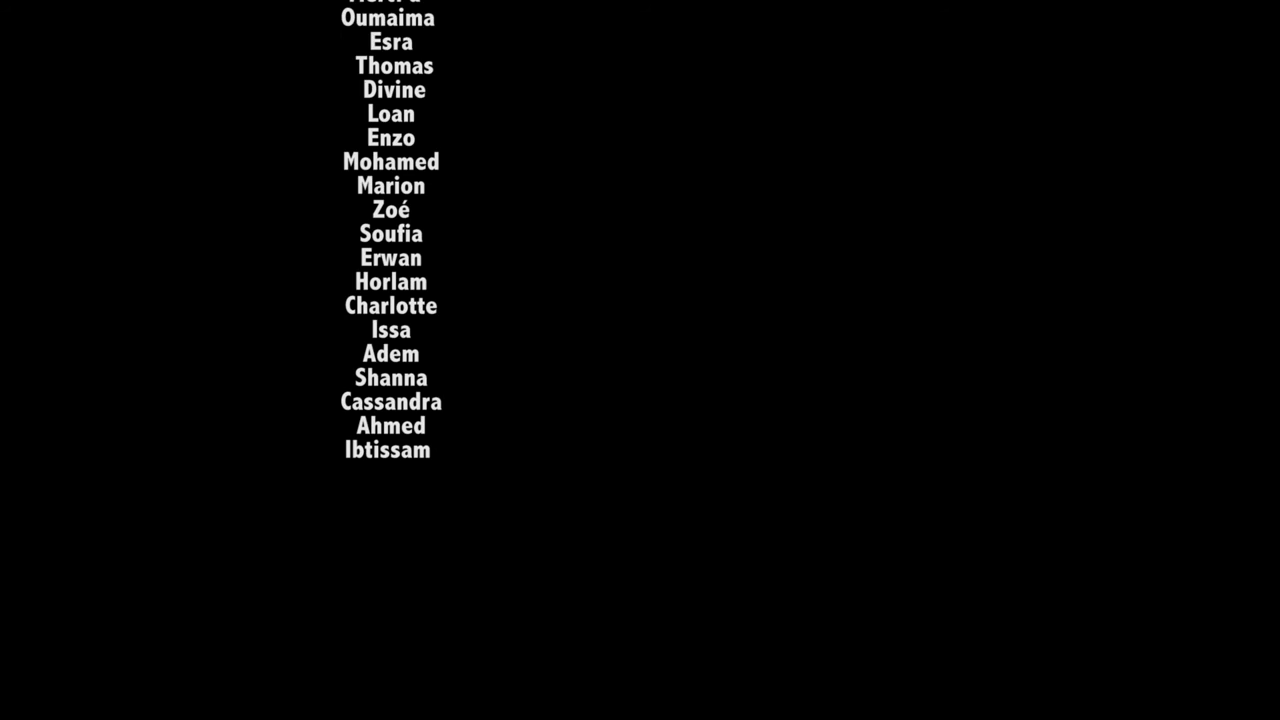 Oumaima
Esra
Thomas
Divine
Loan
Enzo
Mohamed
Marion
Zoé
Soufia
Erwan
Horlam
Charlotte
Issa
Adem
Shanna
Cassandra
Ahmed
Ibtissam